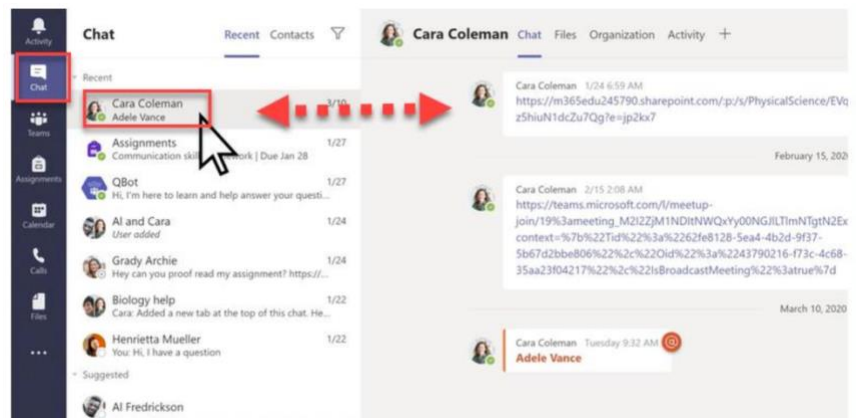 Activity
Chat
Teams
Assignments
Calendar
Calls
Files
Chat
Recent Contacts
Recent
Cara Coleman 3/10
Adele Vance
Assignments 1/27
Communication skil work | Due Jan 28
QBot 1/27
Hi, I'm here to learn and help answer your questi...
Al and Cara 1/24
User added
Grady Archie 1/24
Hey can you proof read my assignment? https://...
Biology help 1/22
Cara: Added a new tab at the top of this chat. He...
Henrietta Mueller 1/22
You: Hi, I have a question
Suggested
Al Fredrickson
Cara Coleman Chat Files Organization Activity +
Cara Coleman 1/24 6:59 AM
https://m365edu245790.sharepoint.com/:p:/s/PhysicalScience/EVq
z5hiuN1dcZu7Qg?e=jp2kx7
February 15, 202
Cara Coleman 2/15 2:08 AM
https://teams.microsoft.com/l/meetup-
join/19%3ameeting_M2I2ZjM1NDItNWQxYy00NGJlLTlmNTgtN2Ex
context=%7b%22Tid%22%3a%2262fe8128-5ea4-4b2d-9f37-
5b67d2bbe806%22%2c%22Oid%22%3a%2243790216-f73c-4c68-
35aa23f04217%22%2c%22IsBroadcastMeeting%22%3atrue%7d
March 10, 2020
Cara Coleman Tuesday 9:32 AM @
Adele Vance